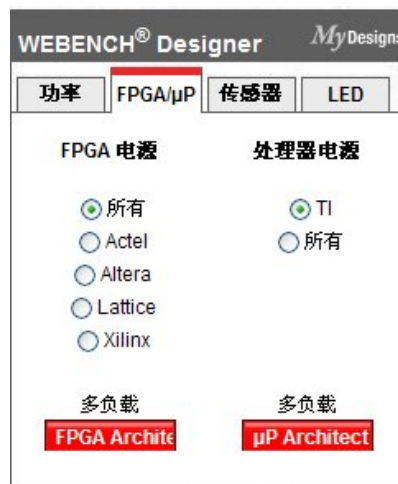 WEBENCH® Designer MyDesigns
功率 FPGA/µP 传感器 LED
FPGA 电源 处理器电源
所有 TI
Actel 所有
Altera
Lattice
Xilinx
多负载 多负载
FPGA Archite µP Architect